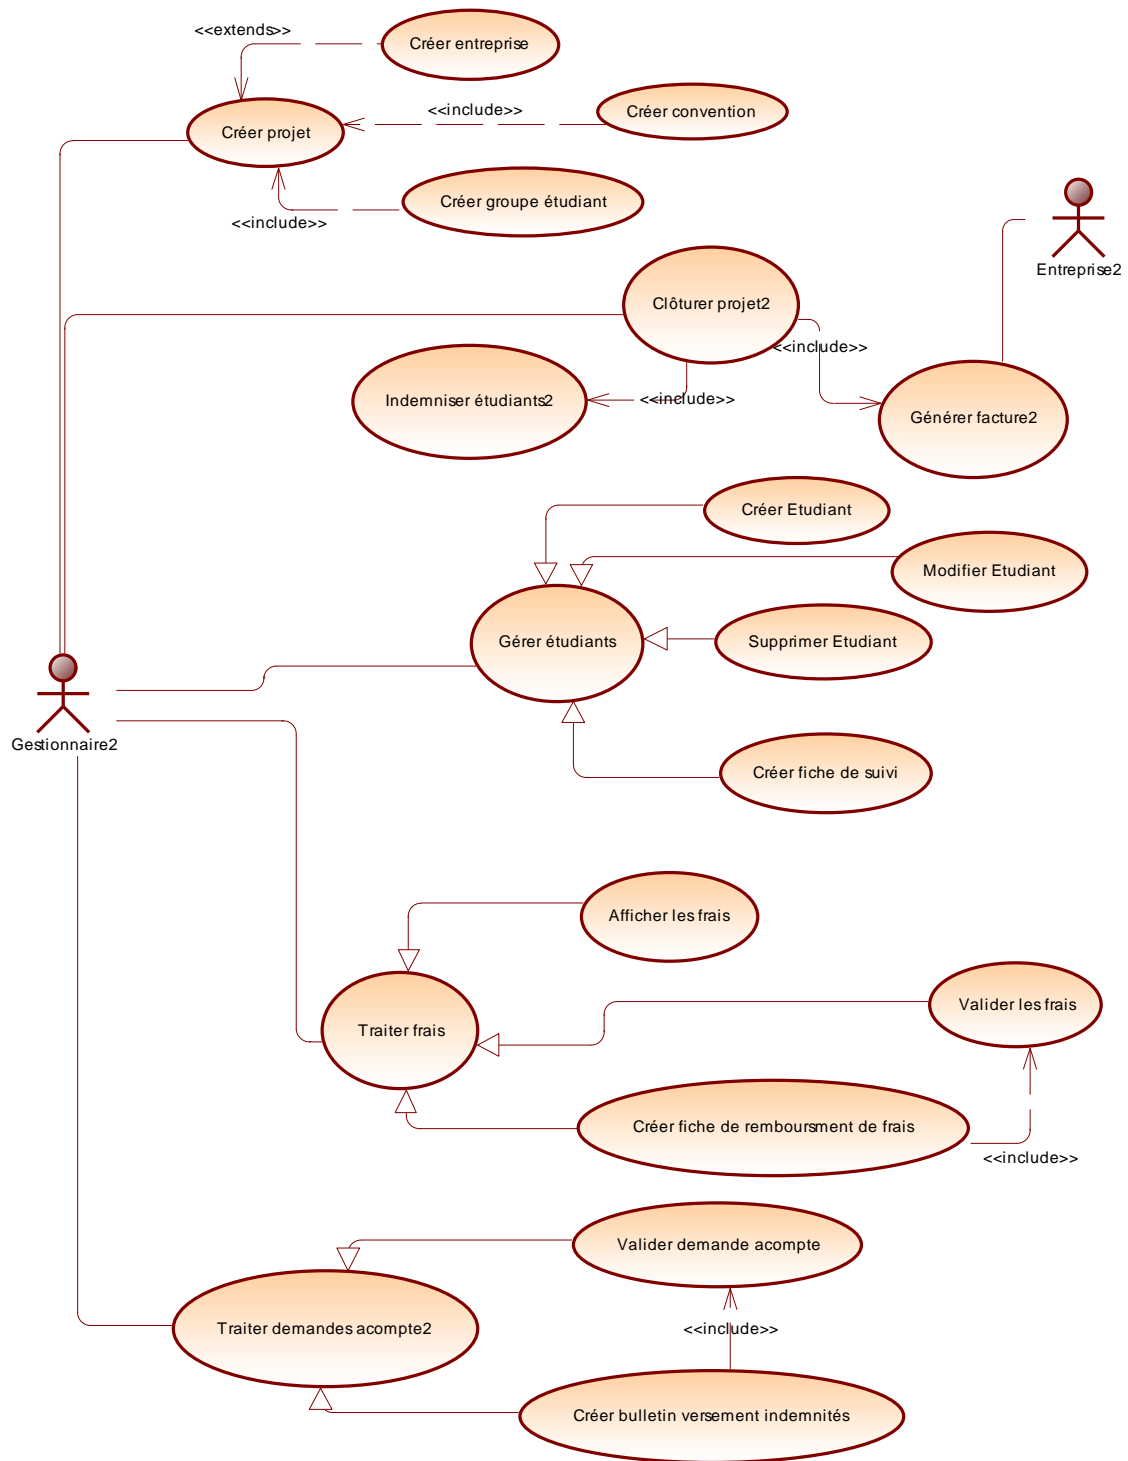 <<extends>>
Créer entreprise
<<include>>
Créer convention
Créer projet
Créer groupe étudiant
<<include>>
Entreprise2
Clôturer projet2
<<include>>
Indemniser étudiants2
<<include>>
Générer facture2
Créer Etudiant
Modifier Etudiant
Gérer étudiants
Supprimer Etudiant
Gestionnaire2
Créer fiche de suivi
Afficher les frais
Valider les frais
Traiter frais
Créer fiche de remboursment de frais
<<include>>
Valider demande acompte
Traiter demandes acompte2
<<include>>
Créer bulletin versement indemnités